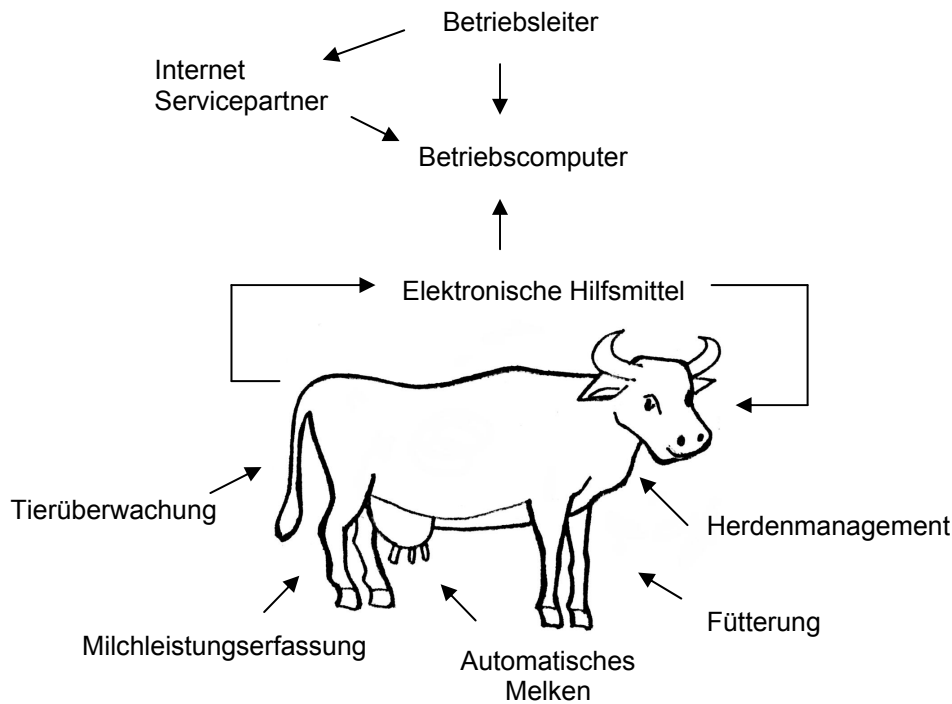 Betriebsleiter
Internet
Servicepartner
Betriebscomputer
Elektronische Hilfsmittel
Tierüberwachung
Herdenmanagement
Fütterung
Milchleistungserfassung
Automatisches
Melken